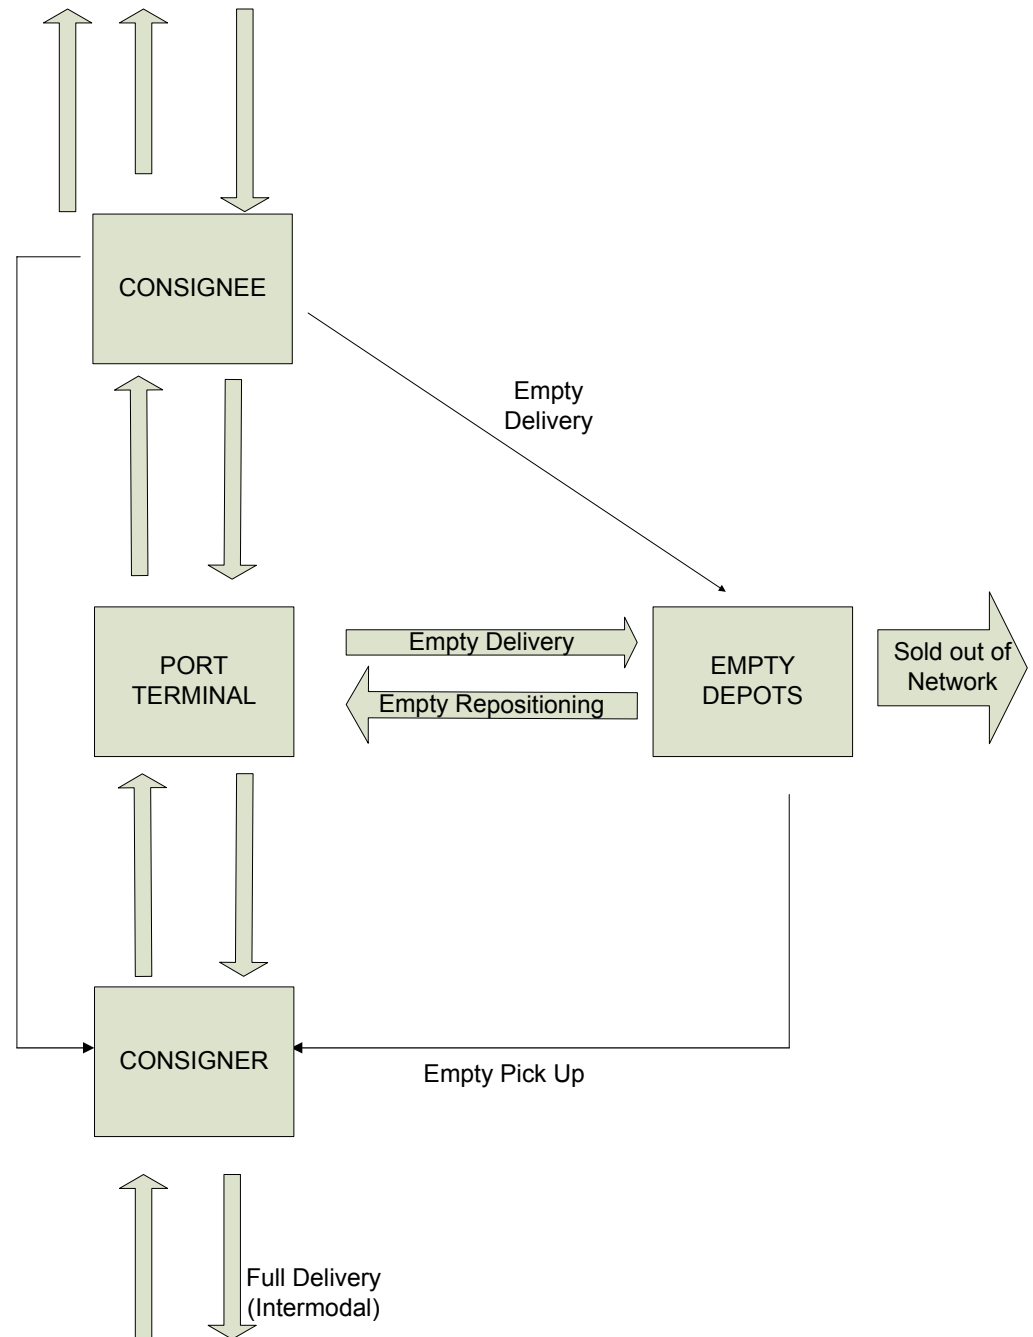 CONSIGNEE
Empty
Delivery
PORT
TERMINAL
Empty Delivery
Empty Repositioning
EMPTY
DEPOTS
Sold out of
Network
CONSIGNER
Empty Pick Up
Full Delivery
(Intermodal)